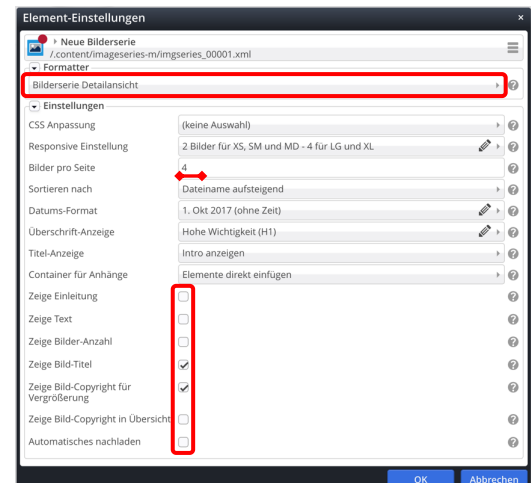 Element-Einstellungen ×
Neue Bilderserie
/.content/imageseries-m/imgseries_00001.xml
Formatter
Bilderserie Detailansicht
Einstellungen
CSS Anpassung (keine Auswahl)
Responsive Einstellung 2 Bilder für XS, SM und MD - 4 für LG und XL
Bilder pro Seite 4
Sortieren nach Dateiname aufsteigend
Datums-Format 1. Okt 2017 (ohne Zeit)
Überschrift-Anzeige Hohe Wichtigkeit (H1)
Titel-Anzeige Intro anzeigen
Container für Anhänge Elemente direkt einfügen
Zeige Einleitung
Zeige Text
Zeige Bilder-Anzahl
Zeige Bild-Titel
Zeige Bild-Copyright für
Vergrößerung
Zeige Bild-Copyright in Übersicht
Automatisches nachladen
OK Abbrechen